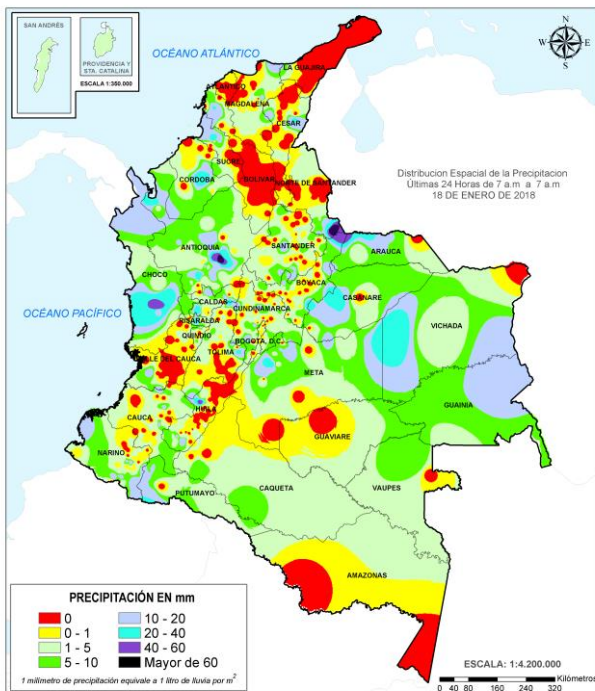 SAN ANDRÉS
PROVIDENCIA Y
STA. CATALINA
ESCALA 1:350.000
OCÉANO ATLÁNTICO
N
W E
S
LA GUAJIRA
ATLANTICO
MAGDALENA
CESAR
SUCRE
CORDOBA
BOLIVAR
NORTE DE SANTANDER
Distribucion Espacial de la Precipitacion
Últimas 24 Horas de 7 a.m a 7 a.m
18 DE ENERO DE 2018
ANTIOQUIA
SANTANDER
ARAUCA
CHOCO
BOYACA
CASANARE
OCÉANO PACÍFICO
CALDAS
CUNDINAMARCA
RISARALDA
VICHADA
QUINDIO
BOGOTA, D.C.
TOLIMA
VALLE DEL CAUCA
META
GUAINIA
HUILA
CAUCA
GUAVIARE
NARIÑO
CAQUETA
VAUPES
PUTUMAYO
AMAZONAS
PRECIPITACIÓN EN mm
0 10 - 20
0 - 1 20 - 40
1 - 5 40 - 60
5 - 10 Mayor de 60
1 milímetro de precipitación equivale a 1 litro de lluvia por m2
ESCALA: 1:4.200.000
Kilómetros
0 40 80 160 240 320